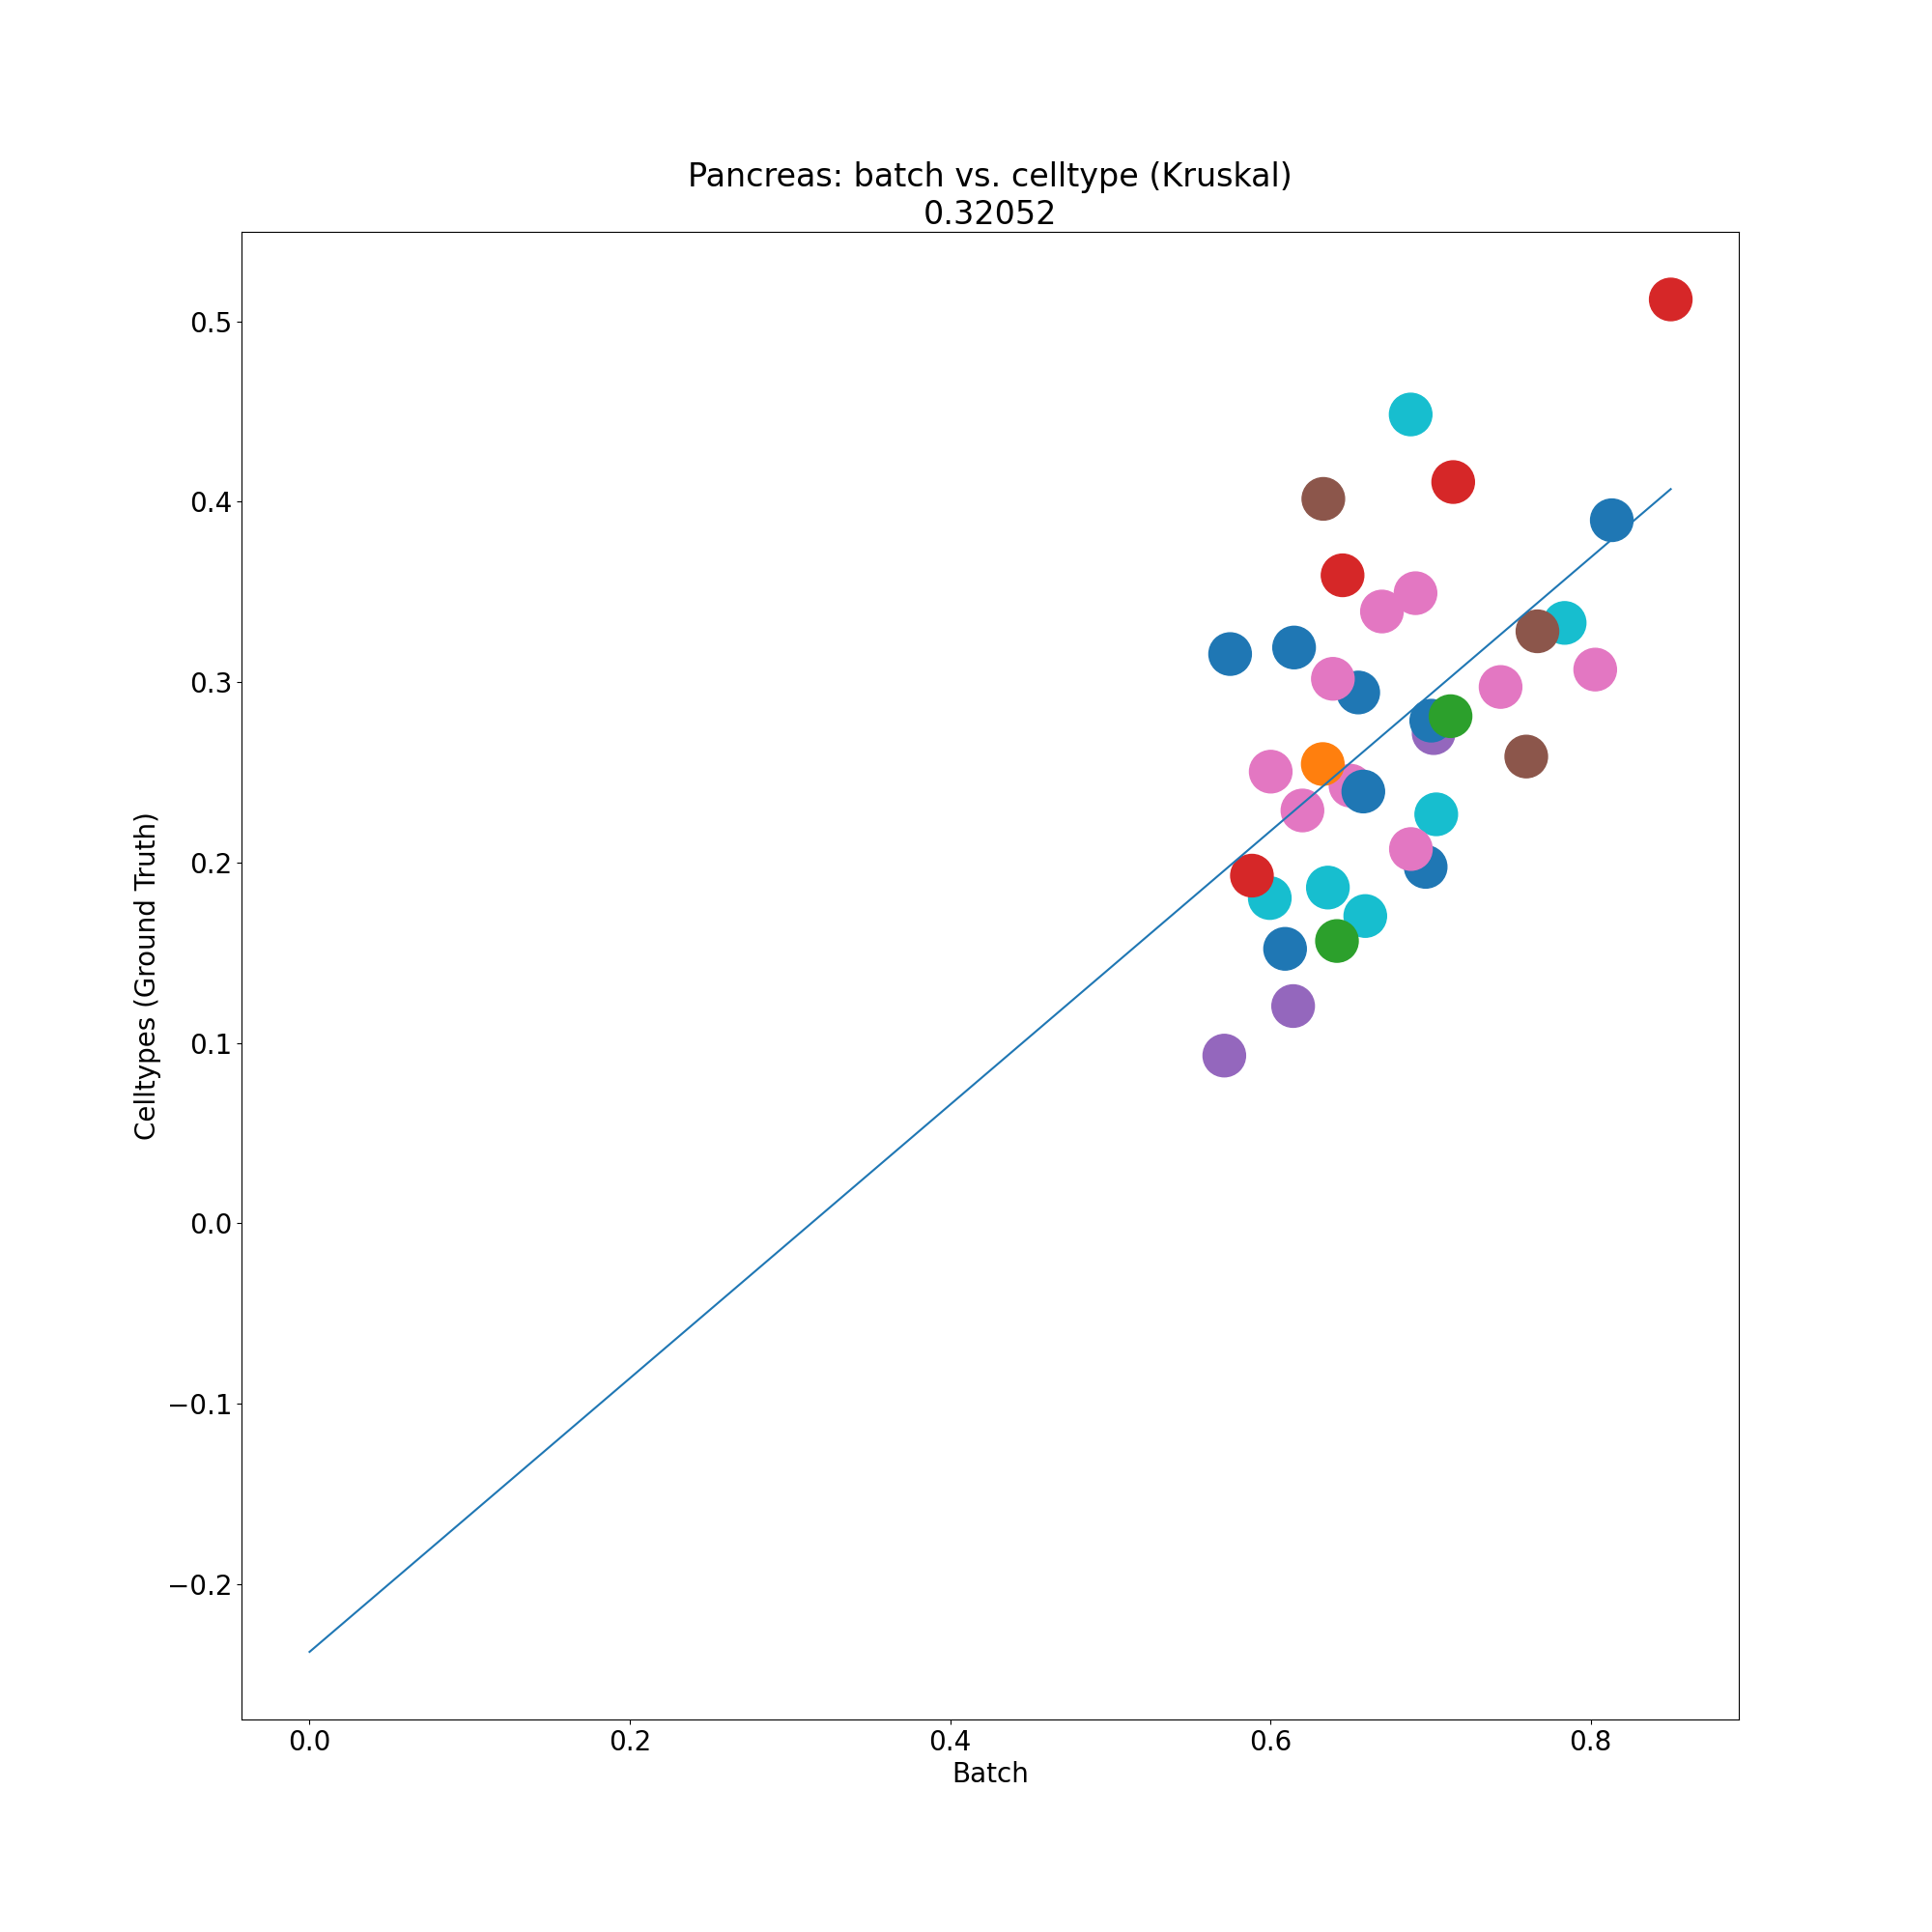 Pancreas: batch vs. celltype (Kruskal)
0.32052
0.5
0.4
0.3
0.2
0.1
0.0
−0.1
−0.2
Celltypes (Ground Truth)
0.0 0.2 0.4 0.6 0.8
Batch